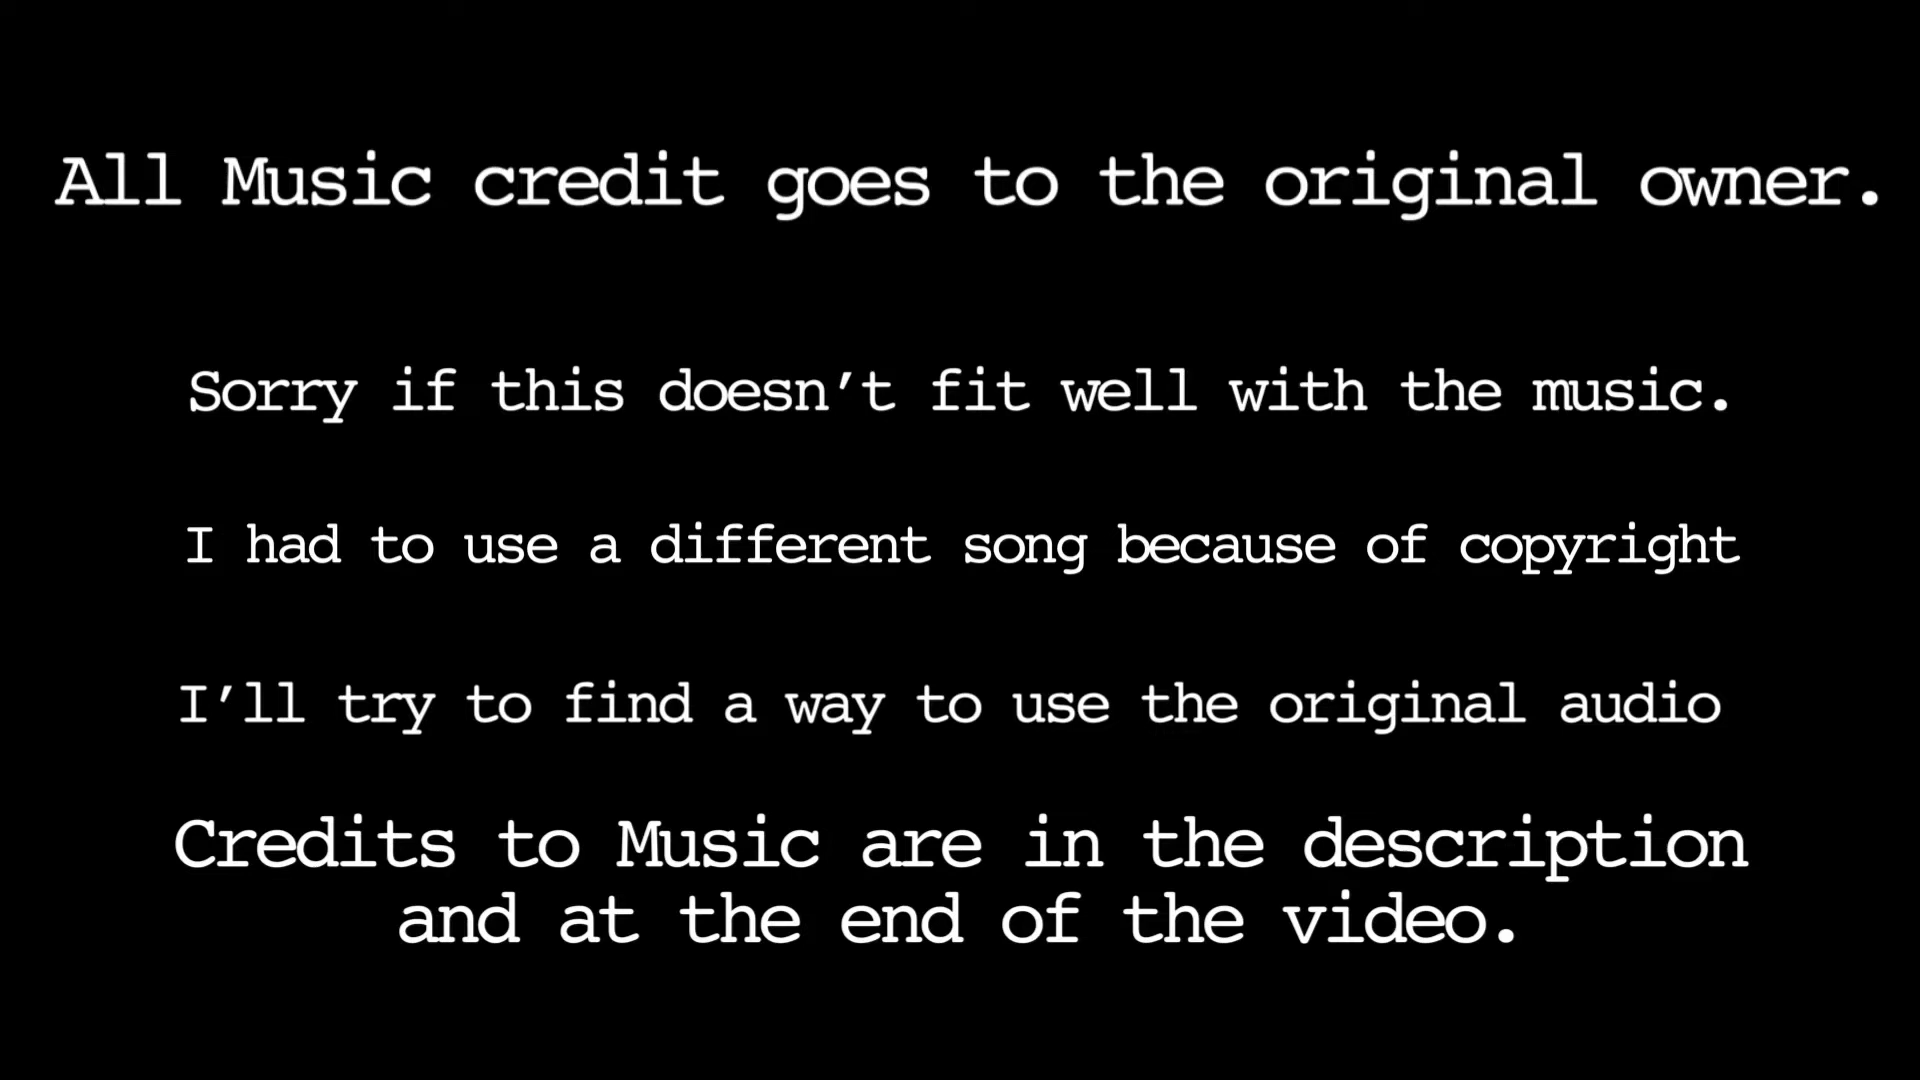 All Music credit goes to the original owner.
Sorry if this doesn’t fit well with the music.
I had to use a different song because of copyright
I’ll try to find a way to use the original audio
Credits to Music are in the description
and at the end of the video.